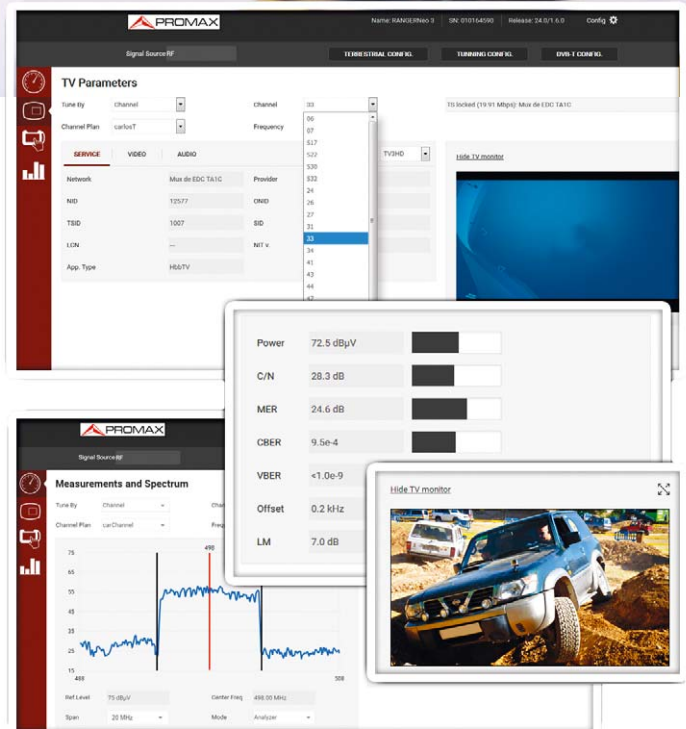 PROMAX
Name: RANGERNeo 3 SN: 010164590 Release: 24.0/1.6.0 Config
Signal Source RF TERRESTRIAL CONFIG. TUNNING CONFIG. DVB-T CONFIG.
TV Parameters
Tune By Channel Channel 33 TS locked (19.91 Mbps): Mux de EDC TA1C
Channel Plan carlosT Frequency
06
07
S17
S22
S30
S32
24
26
27
31
33
34
41
43
44
47
SERVICE VIDEO AUDIO TV3HD
Hide TV monitor
Network Mux de EDC TA1C Provider
NID 12577 ONID
TSID 1007 SID
LCN --- NIT v.
App. Type HbbTV
Power 72.5 dBµV
C/N 28.3 dB
MER 24.6 dB
CBER 9.5e-4
VBER <1.0e-9
Offset 0.2 kHz
LM 7.0 dB
Hide TV monitor
PROMAX
Signal Source RF
Measurements and Spectrum
Tune By Channel
Channel Plan
498
75
65
55
45
35
25
15
488
508
Ref Level 75 dBµV Center Freq 498.00 MHz
Span 20 MHz Mode Analyzer